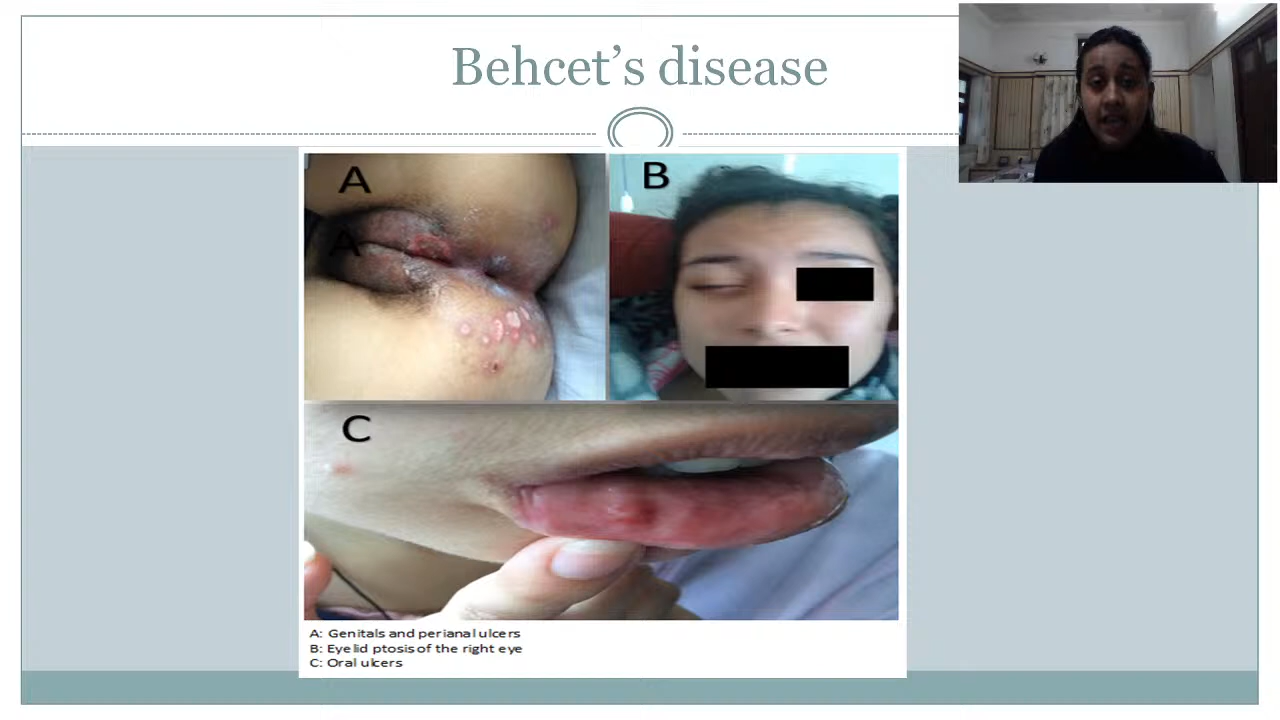 Behcet's disease
A
B
A
C
A: Genitals and perianal ulcers
B: Eyelid ptosis of the right eye
C: Oral ulcers